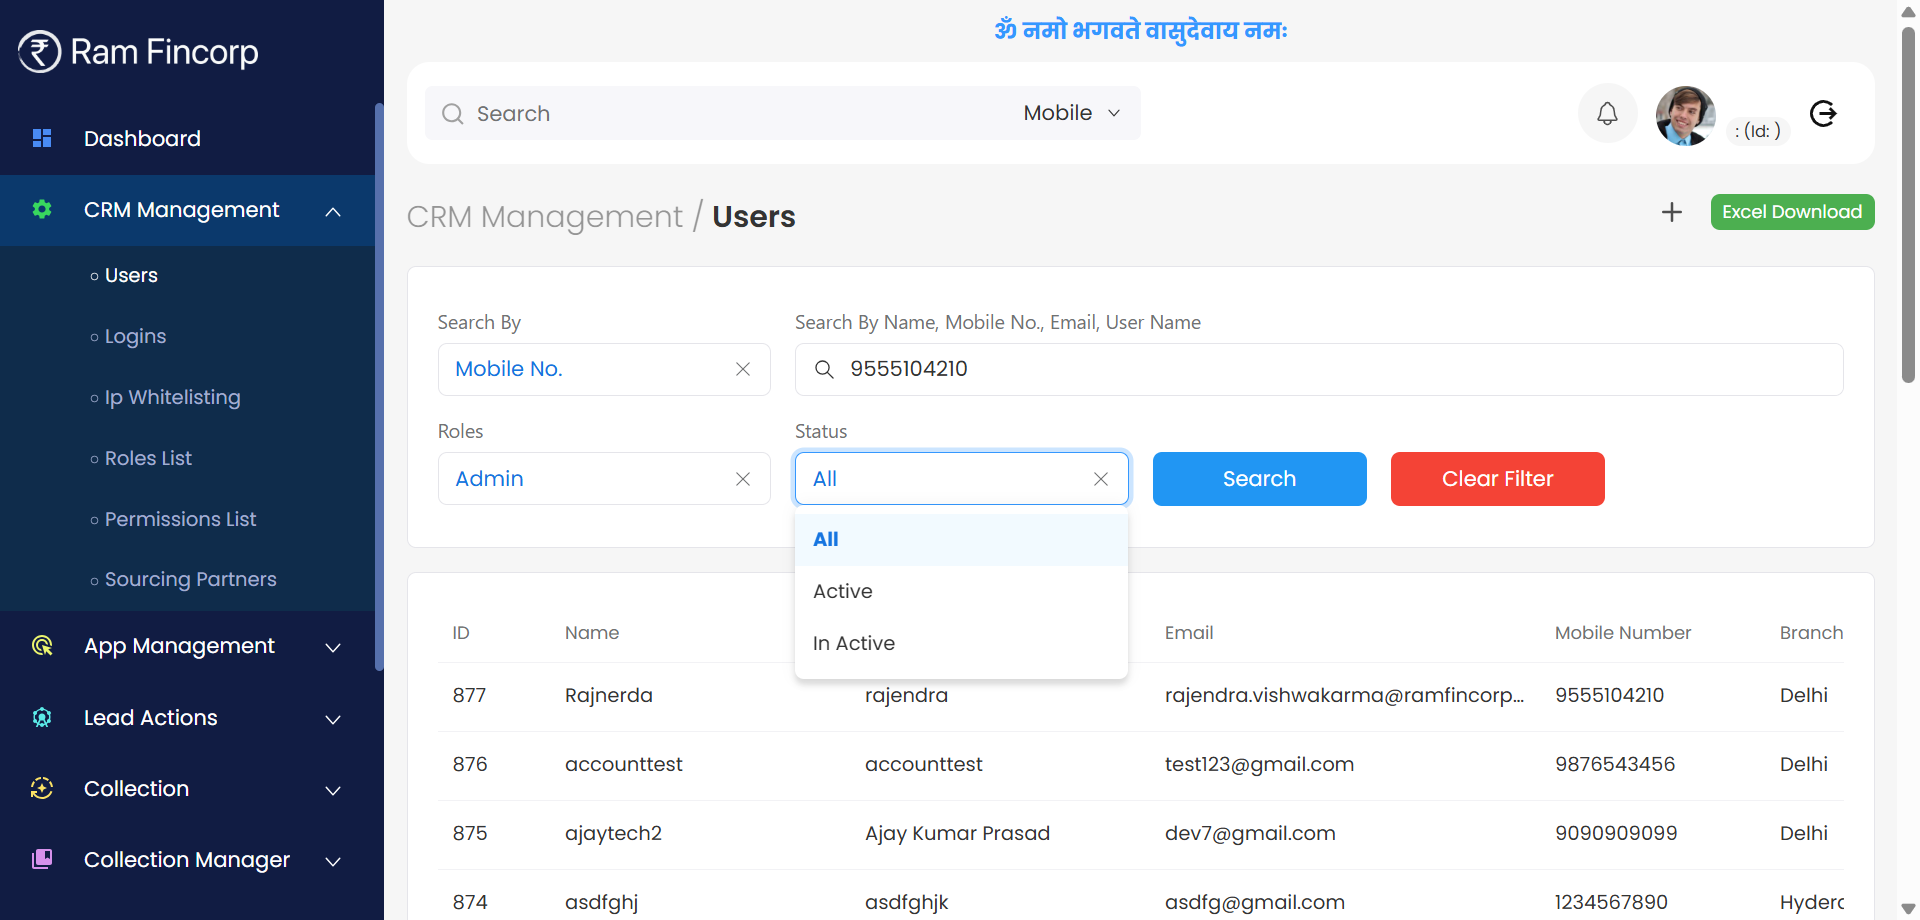 Ram Fincorp
Dashboard
CRM Management
Users
Logins
Ip Whitelisting
Roles List
Permissions List
Sourcing Partners
App Management
Lead Actions
Collection
Collection Manager
ॐ नमो भगवते वासुदेवाय नमः
Search Mobile
: (Id: )
CRM Management / Users
Excel Download
Search By Search By Name, Mobile No., Email, User Name
Mobile No. 9555104210
Roles Status
Admin All Search Clear Filter
All
Active
In Active
ID Name Email Mobile Number Branch
877 Rajnerda rajendra rajendra.vishwakarma@ramfincorp... 9555104210 Delhi
876 accounttest accounttest test123@gmail.com 9876543456 Delhi
875 ajaytech2 Ajay Kumar Prasad dev7@gmail.com 9090909099 Delhi
874 asdfghj asdfghjk asdfg@gmail.com 1234567890